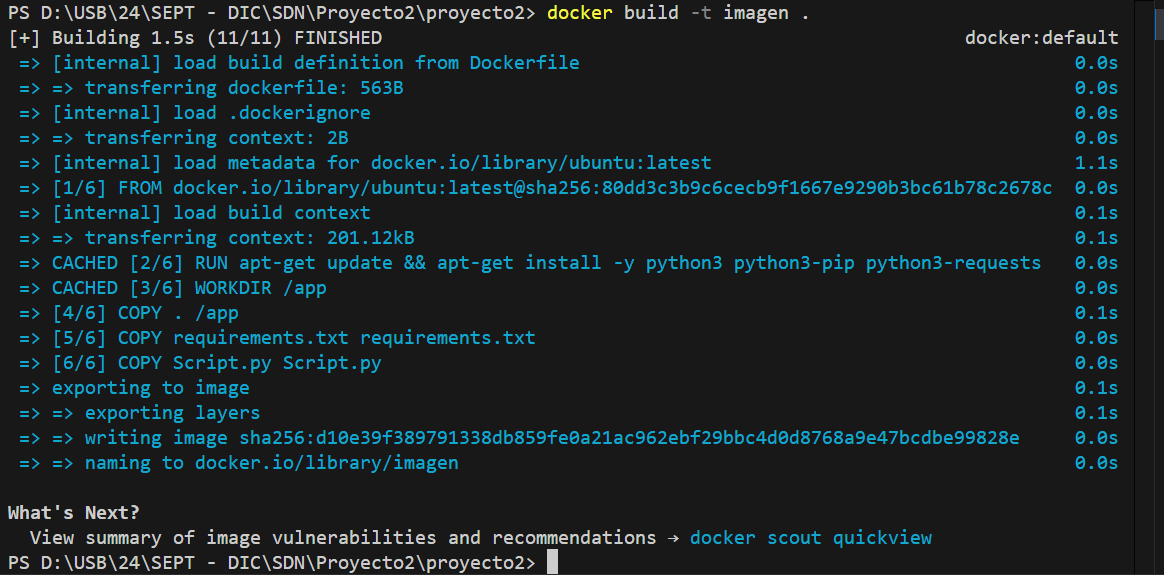 PS D:\USB\24\SEPT - DIC\SDN\Proyecto2\proyecto2> docker build -t imagen .
[+] Building 1.5s (11/11) FINISHED docker:default
=> [internal] load build definition from Dockerfile 0.0s
=> => transferring dockerfile: 563B 0.0s
=> [internal] load .dockerignore 0.0s
=> => transferring context: 2B 0.0s
=> [internal] load metadata for docker.io/library/ubuntu:latest 1.1s
=> [1/6] FROM docker.io/library/ubuntu:latest@sha256:80dd3c3b9c6cecb9f1667e9290b3bc61b78c2678c 0.0s
=> [internal] load build context 0.1s
=> => transferring context: 201.12kB 0.1s
=> CACHED [2/6] RUN apt-get update && apt-get install -y python3 python3-pip python3-requests 0.0s
=> CACHED [3/6] WORKDIR /app 0.0s
=> [4/6] COPY . /app 0.1s
=> [5/6] COPY requirements.txt requirements.txt 0.0s
=> [6/6] COPY Script.py Script.py 0.0s
=> exporting to image 0.1s
=> => exporting layers 0.1s
=> => writing image sha256:d10e39f389791338db859fe0a21ac962ebf29bbc4d0d8768a9e47bcdbe99828e 0.0s
=> => naming to docker.io/library/imagen 0.0s
What's Next?
View summary of image vulnerabilities and recommendations → docker scout quickview
PS D:\USB\24\SEPT - DIC\SDN\Proyecto2\proyecto2>